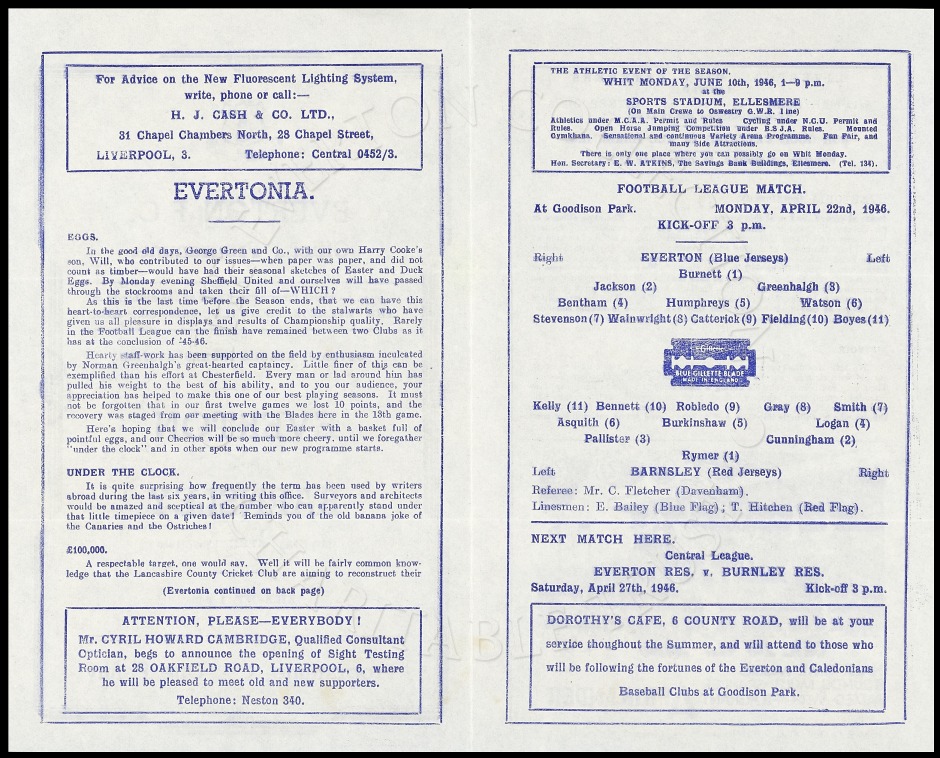 For Advice on the New Fluorescent Lighting System,
write, phone or call:—
H. J. CASH & CO. LTD.,
31 Chapel Chambers North, 28 Chapel Street,
LIVERPOOL, 3. Telephone: Central 0452/3.
EVERTONIA.
EGGS.
In the good old days, George Green and Co., with our own Harry Cooke's
son, Will, who contributed to our issues—when paper was paper, and did not
count as timber—would have had their seasonal sketches of Easter and Duck
Eggs. By Monday evening Sheffield United and ourselves will have passed
through the stockrooms and taken their fill of—WHICH?
As this is the last time before the Season ends, that we can have this
heart-to-heart correspondence, let us give credit to the stalwarts who have
given us all pleasure in displays and results of Championship quality. Rarely
in the Football League can the finish have remained between two Clubs as it
has at the conclusion of '45-46.
Hearty staff-work has been supported on the field by enthusiasm inculcated
by Norman Greenhalgh's great-hearted captaincy. Little finer of this can be
exemplified than his effort at Chesterfield. Every man or lad around him has
pulled his weight to the best of his ability, and to you our audience, your
appreciation has helped to make this one of our best playing seasons. It must
not be forgotten that in our first twelve games we lost 10 points, and the
recovery was staged from our meeting with the Blades here in the 13th game.
Here's hoping that we will conclude our Easter with a basket full of
pointful eggs, and our Cheerios will be so much more cheery, until we foregather
"under the clock" and in other spots when our new programme starts.
UNDER THE CLOCK.
It is quite surprising how frequently the term has been used by writers
abroad during the last six years, in writing this office. Surveyors and architects
would be amazed and sceptical at the number who can apparently stand under
that little timepiece on a given date! Reminds you of the old banana joke of
the Canaries and the Ostriches!
£100,000.
A respectable target, one would say. Well it will be fairly common know-
ledge that the Lancashire County Cricket Club are aiming to reconstruct their
(Evertonia continued on back page)
ATTENTION, PLEASE—EVERYBODY!
Mr. CYRIL HOWARD CAMBRIDGE, Qualified Consultant
Optician, begs to announce the opening of Sight Testing
Room at 28 OAKFIELD ROAD, LIVERPOOL, 6, where
he will be pleased to meet old and new supporters.
Telephone: Neston 340.
THE ATHLETIC EVENT OF THE SEASON.
WHIT MONDAY, JUNE 10th, 1946, 1—9 p.m.
at the
SPORTS STADIUM, ELLESMERE
(On Main Crewe to Oswestry G.W.R. line)
Athletics under M.C.A.A. Permit and Rules Cycling under N.C.U. Permit and
Rules. Open Horse Jumping Competition under B.S.J.A. Rules. Mounted
Gymkhana. Sensational and continuous Variety Arena Programme. Fun Fair, and
many Side Attractions.
There is only one place where you can possibly go on Whit Monday.
Hon. Secretary: E. W. ATKINS, The Savings Bank Buildings, Ellesmere. (Tel. 134).
FOOTBALL LEAGUE MATCH.
At Goodison Park. MONDAY, APRIL 22nd, 1946.
KICK-OFF 3 p.m.
Right EVERTON (Blue Jerseys) Left
Burnett (1)
Jackson (2) Greenhalgh (3)
Bentham (4) Humphreys (5) Watson (6)
Stevenson (7) Wainwright (8) Catterick (9) Fielding (10) Boyes (11)
Gillette
BLUE GILLETTE BLADE
MADE IN ENGLAND
Kelly (11) Bennett (10) Robledo (9) Gray (8) Smith (7)
Asquith (6) Burkinshaw (5) Logan (4)
Pallister (3) Cunningham (2)
Rymer (1)
Left BARNSLEY (Red Jerseys) Right
Referee: Mr. C. Fletcher (Davenham).
Linesmen: E. Bailey (Blue Flag); T. Hitchen (Red Flag).
NEXT MATCH HERE.
Central League.
EVERTON RES. v. BURNLEY RES.
Saturday, April 27th, 1946. Kick-off 3 p.m.
DOROTHY'S CAFE, 6 COUNTY ROAD, will be at your
service thoughout the Summer, and will attend to those who
will be following the fortunes of the Everton and Caledonians
Baseball Clubs at Goodison Park.